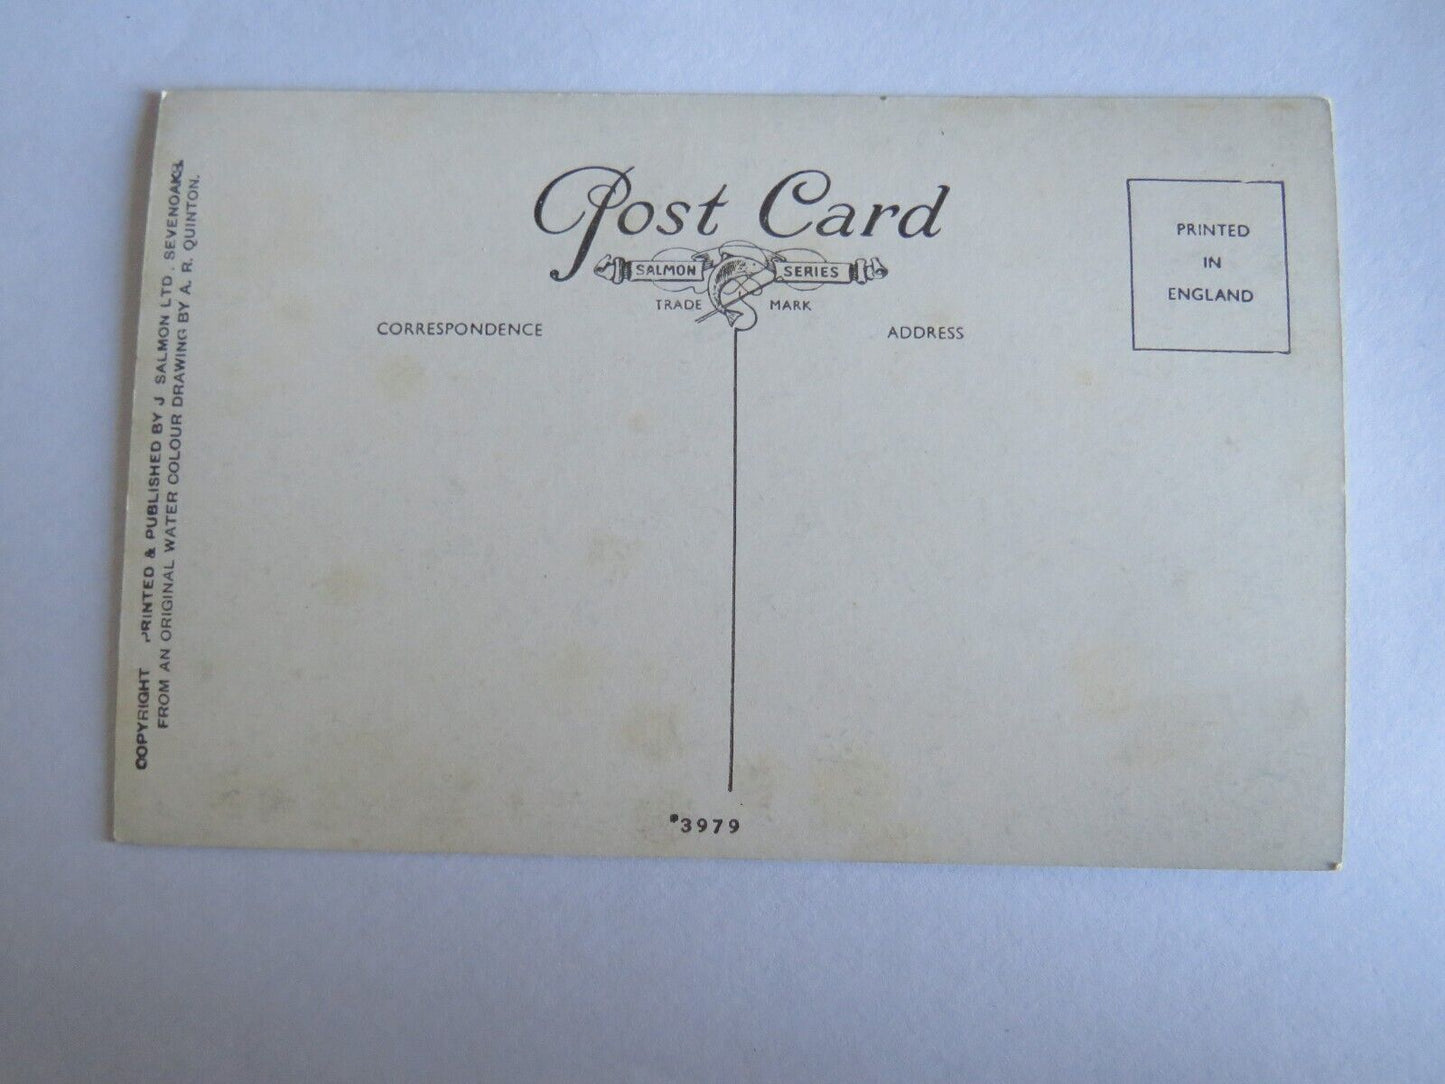 Post Card
SALMON SERIES
TRADE MARK
CORRESPONDENCE
ADDRESS
PRINTED
IN
ENGLAND
COPYRIGHT PRINTED & PUBLISHED BY J SALMON LTD. SEVENOAKS.
FROM AN ORIGINAL WATER COLOUR DRAWING BY A. R. QUINTON.
*3979